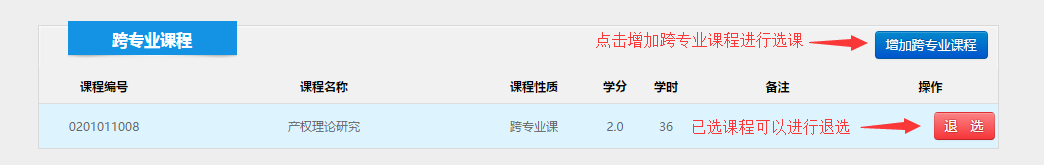 跨专业课程
点击增加跨专业课程进行选课 增加跨专业课程
课程编号 课程名称 课程性质 学分 学时 备注 操作
0201011008 产权理论研究 跨专业课 2.0 36 已选课程可以进行退选 退 选